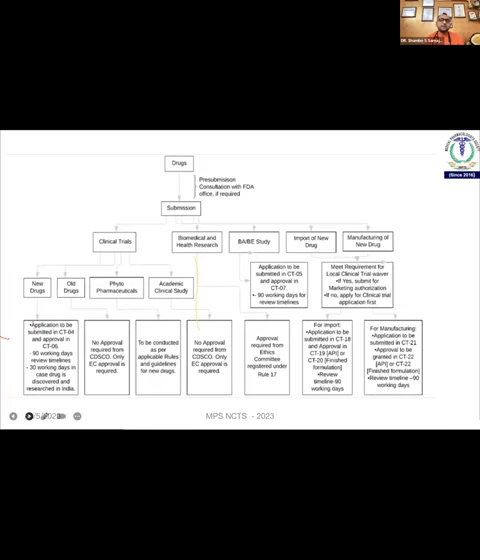 DR. Shambo S Samraj...
(Since 2016)
Drugs
Presubmisison
Consultation with FDA
office, if required
Submission
Clinical Trials
Biomedical and
Health Research
BA/BE Study
Import of New
Drug
Manufacturing of
New Drug
New
Drugs
Old
Drugs
Phyto
Pharmaceuticals
Academic
Clinical Study
Application to be
submitted in CT-05
and approval in
CT-07.
• 90 working days for
review timelines
Meet Requirement for
Local Clinical Trial waiver
•If Yes, submit for
Marketing authorization
•If no, apply for Clinical trial
application first
•Application to be
submitted in CT-04
and approval in
CT-06.
- 90 working days
review timelines
- 30 working days in
case drug is
discovered and
researched in India.
No Approval
required from
CDSCO. Only
EC approval is
required.
To be conducted
as per
applicable Rules
and guidelines
for new drugs.
No Approval
required from
CDSCO. Only
EC approval is
required.
Approval
required from
Ethics
Committee
registered under
Rule 17
For Import:
•Application to be
submitted in CT-18
and Approval in
CT-19 [API] or
CT-20 [Finished
formulation]
•Review
timeline-90
working days
For Manufacturing:
•Application to be
submitted in CT-21
•Approval to be
granted in CT-22
[API] or CT-22
[Finished formulation]
•Review timeline –90
working days
MPS NCTS - 2023